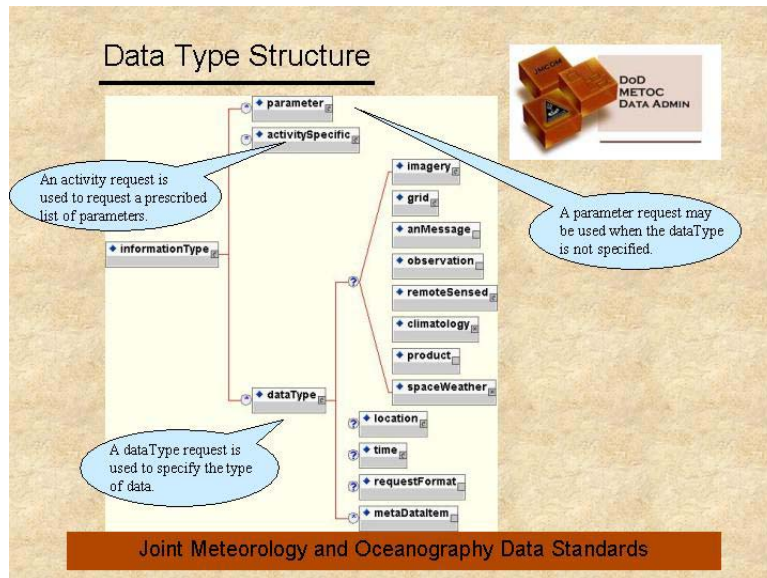 Data Type Structure
JMCOM
DoD
METOC
DATA ADMIN
parameter
activitySpecific
An activity request is
used to request a prescribed
list of parameters.
A parameter request may
be used when the dataType
is not specified.
informationType
imagery
grid
anMessage
observation
remoteSensed
climatology
product
spaceWeather
dataType
location
time
requestFormat
metaDataItem
A dataType request is
used to specify the type
of data.
Joint Meteorology and Oceanography Data Standards